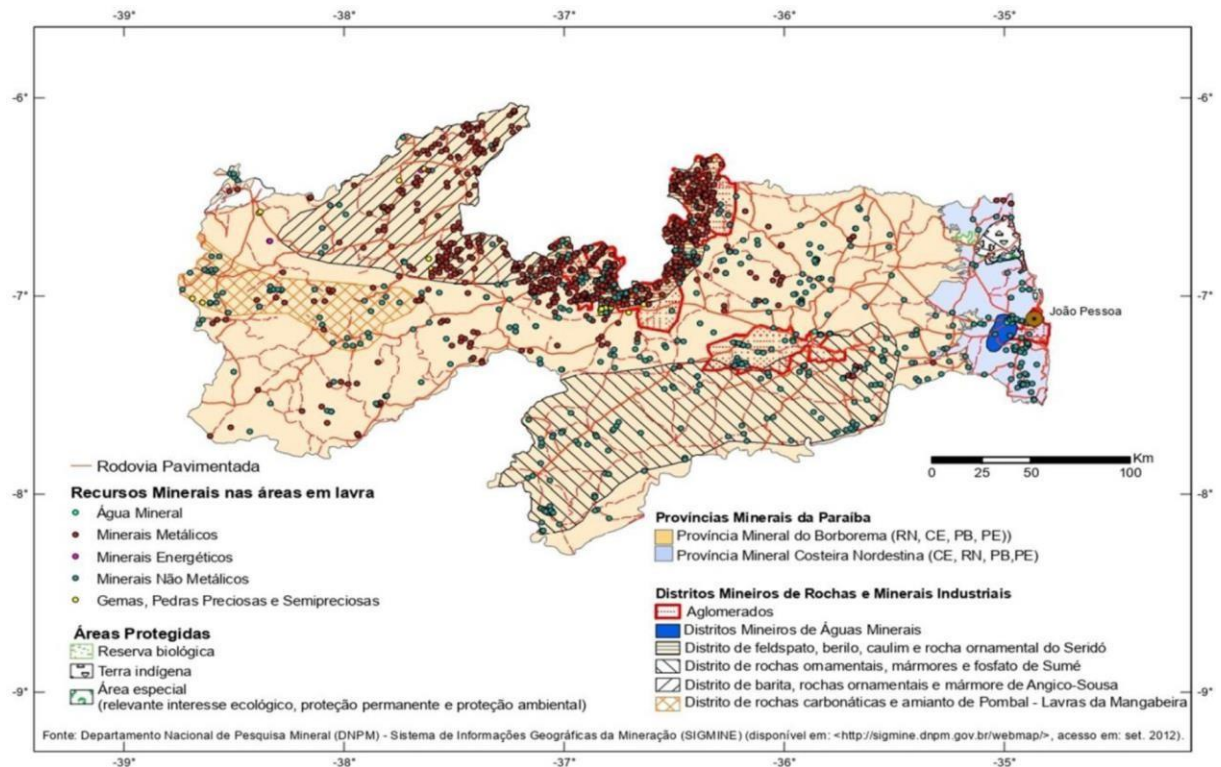 -39° -38° -37° -36° -35°
-6° -6°
-7° -7°
João Pessoa
Km
0 25 50 100
-8° -8°
Rodovia Pavimentada
Recursos Minerais nas áreas em lavra
Água Mineral
Minerais Metálicos
Minerais Energéticos
Minerais Não Metálicos
Gemas, Pedras Preciosas e Semipreciosas
Áreas Protegidas
Reserva biológica
Terra indígena
Área especial
(relevante interesse ecológico, proteção permanente e proteção ambiental)
Províncias Minerais da Paraíba
Província Mineral do Borborema (RN, CE, PB, PE))
Província Mineral Costeira Nordestina (CE, RN, PB,PE)
Distritos Mineiros de Rochas e Minerais Industriais
Aglomerados
Distritos Mineiros de Águas Minerais
Distrito de feldspato, berilo, caulim e rocha ornamental do Seridó
Distrito de rochas ornamentais, mármores e fosfato de Sumé
Distrito de barita, rochas ornamentais e mármore de Angico-Sousa
Distrito de rochas carbonáticas e amianto de Pombal - Lavras da Mangabeira
-9° -9°
Fonte: Departamento Nacional de Pesquisa Mineral (DNPM) - Sistema de Informações Geográficas da Mineração (SIGMINE) (disponível em: <http://sigmine.dnpm.gov.br/webmap/>, acesso em: set. 2012).
-39° -38° -37° -36° -35°